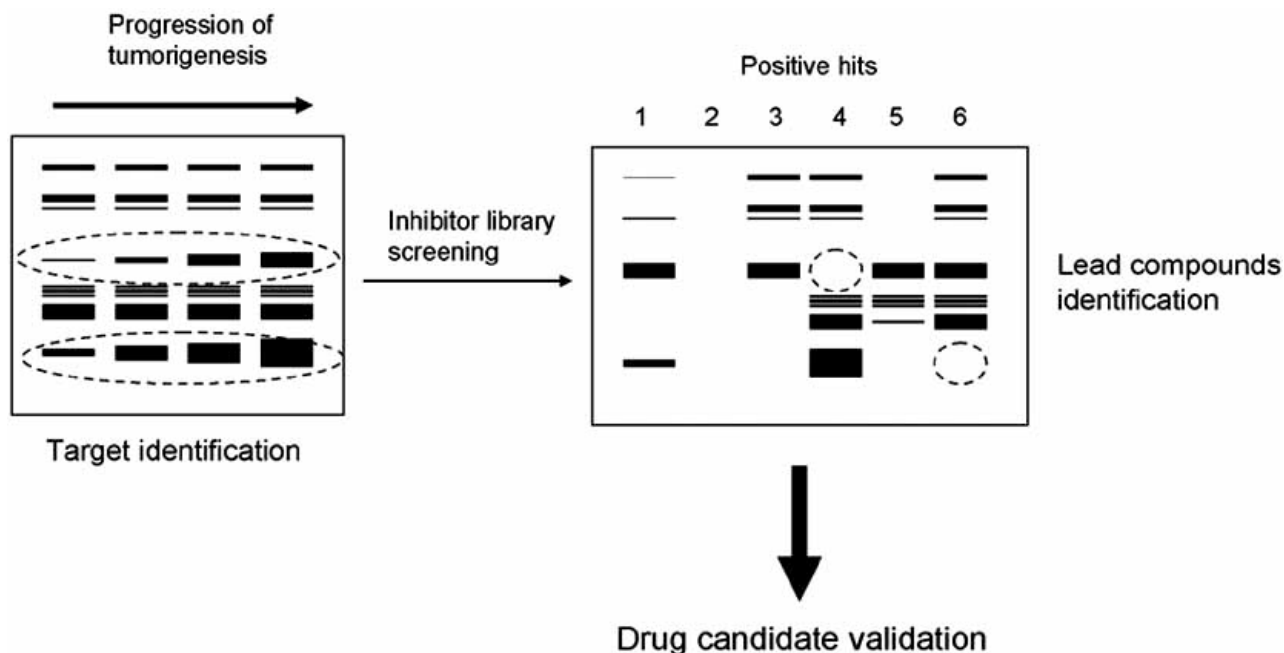 Progression of
tumorigenesis
Positive hits
1 2 3 4 5 6
Inhibitor library
screening
Lead compounds
identification
Target identification
Drug candidate validation